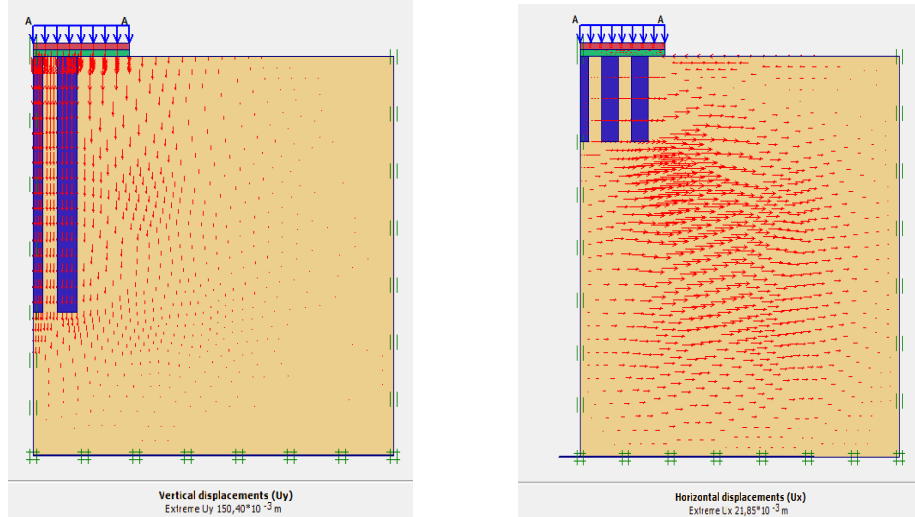 A A
Vertical displacements (Uy)
Extreme Uy 150,40*10 -3 m
A A
Horizontal displacements (Ux)
Extreme Ux 21,85*10 -3 m